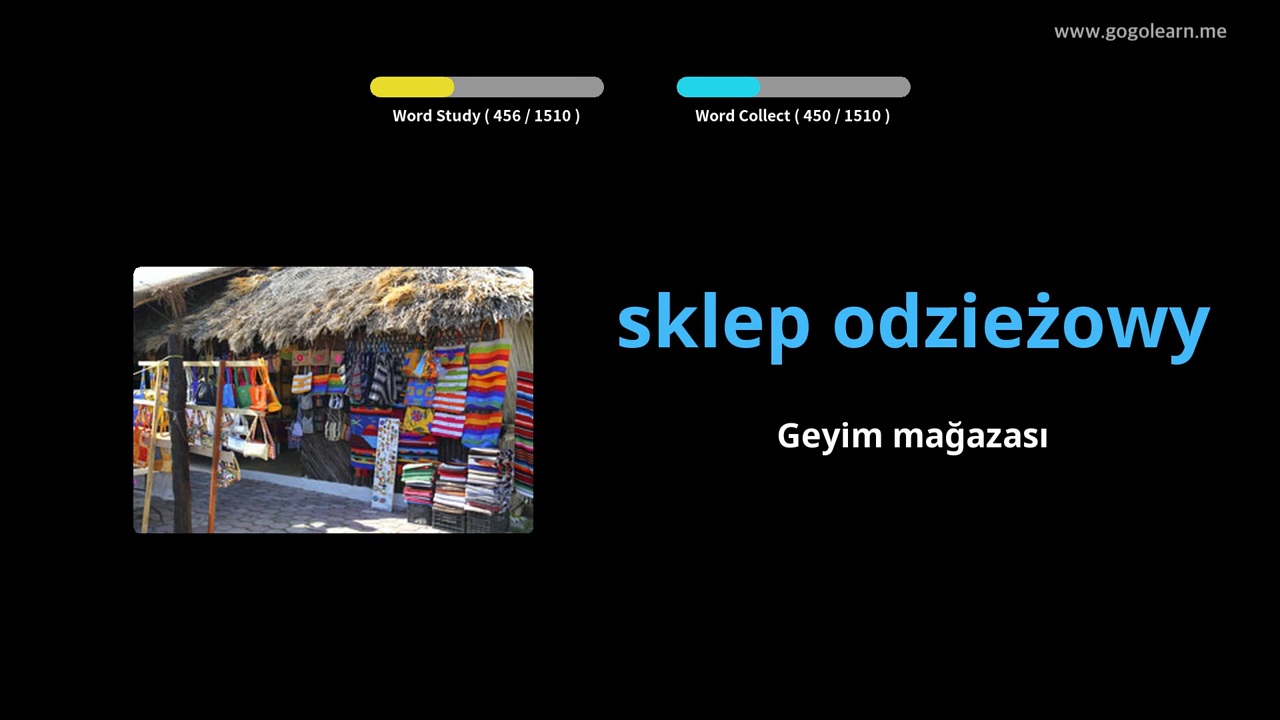 www.gogolearn.me
Word Study ( 456 / 1510 )
Word Collect ( 450 / 1510 )
sklep odzieżowy
Geyim mağazası